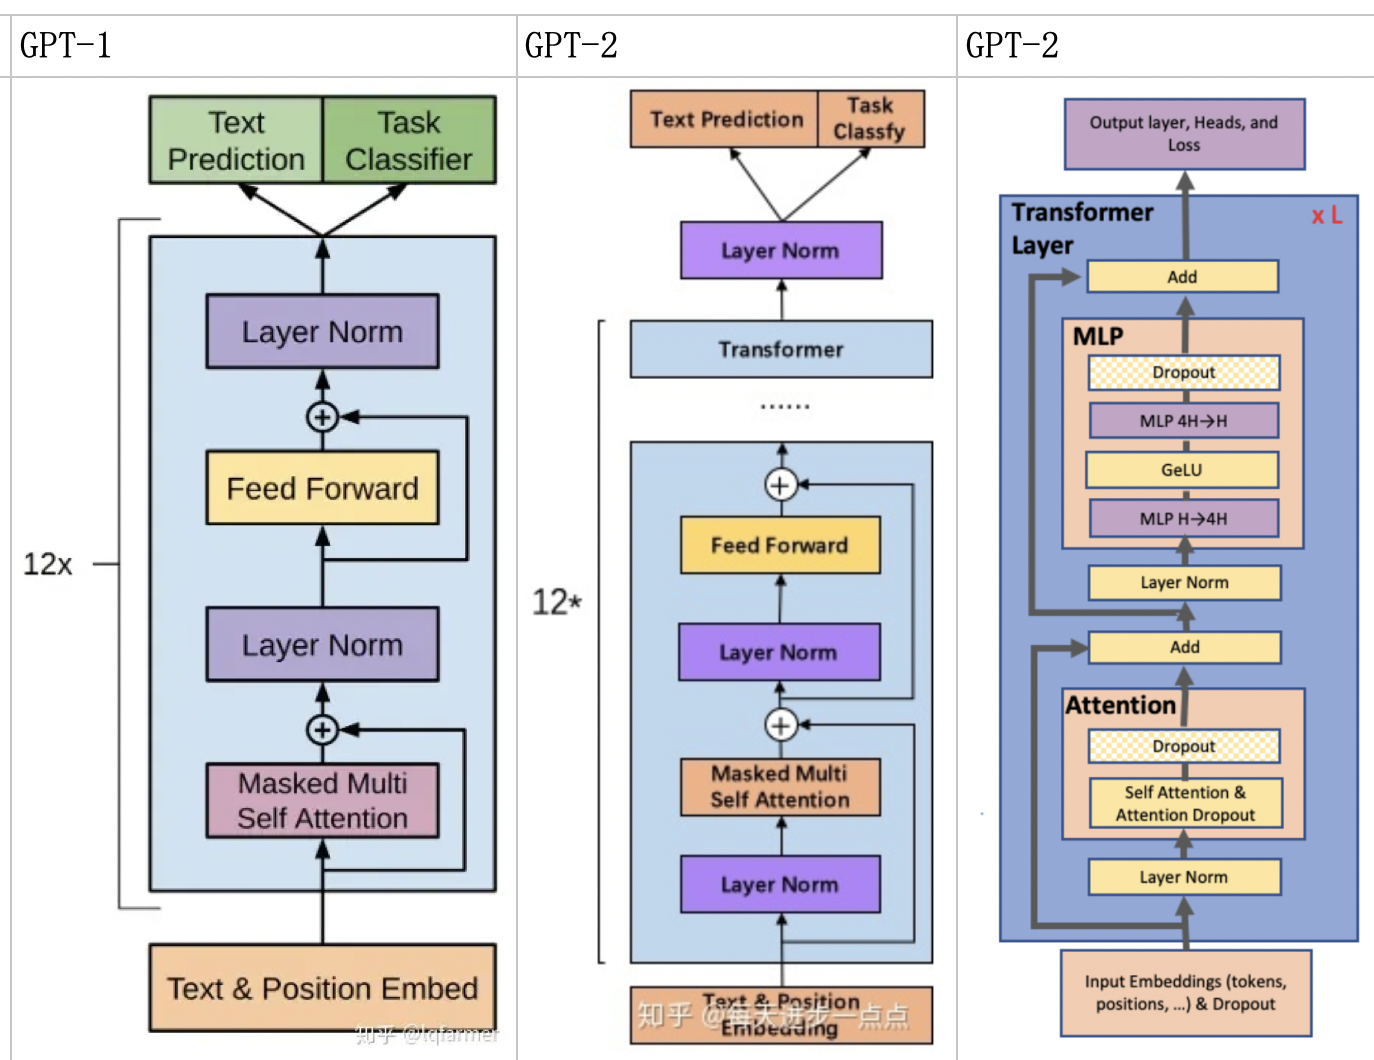 GPT-1
GPT-2
GPT-2
Text
Prediction
Task
Classifier
12x
Layer Norm
Feed Forward
Layer Norm
Masked Multi
Self Attention
Text & Position Embed
知乎 @lqfarmer
Text Prediction
Task
Classfy
Layer Norm
Transformer
......
12*
Feed Forward
Layer Norm
Masked Multi
Self Attention
Layer Norm
Text & Position
Embedding
知乎 @每天进步一点点
Output layer, Heads, and
Loss
Transformer
Layer
x L
Add
MLP
Dropout
MLP 4H→H
GeLU
MLP H→4H
Layer Norm
Add
Attention
Dropout
Self Attention &
Attention Dropout
Layer Norm
Input Embeddings (tokens,
positions, ...) & Dropout